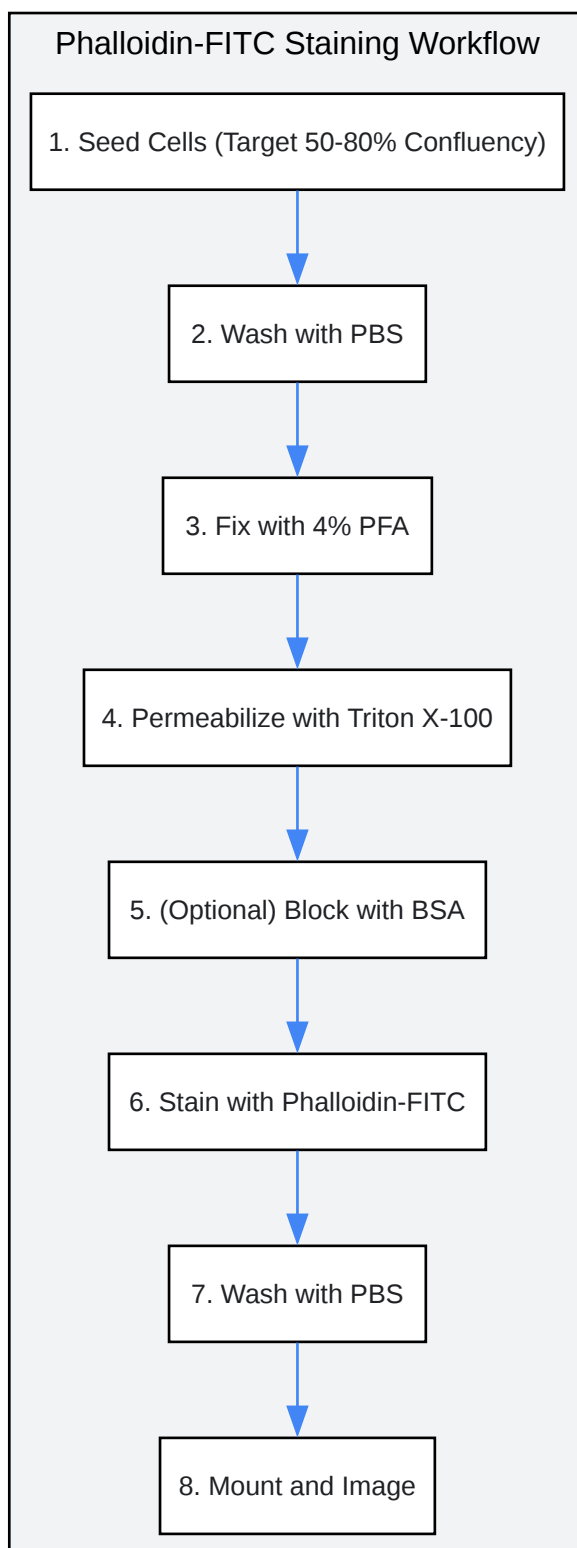 Phalloidin-FITC Staining Workflow
1. Seed Cells (Target 50-80% Confluency)
2. Wash with PBS
3. Fix with 4% PFA
4. Permeabilize with Triton X-100
5. (Optional) Block with BSA
6. Stain with Phalloidin-FITC
7. Wash with PBS
8. Mount and Image